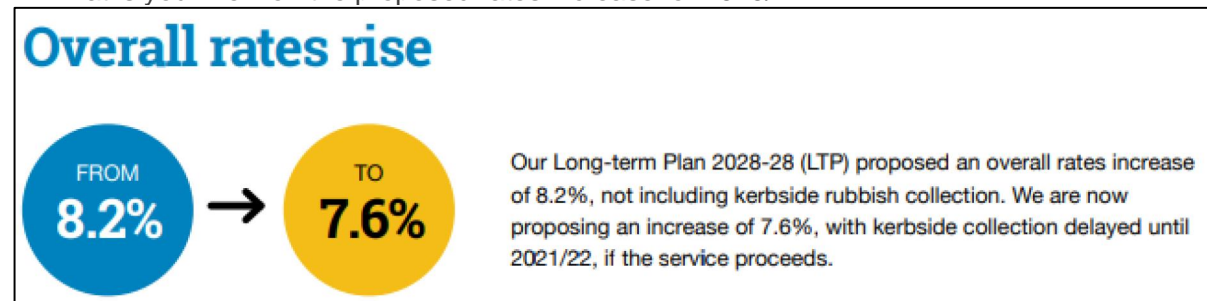 Overall rates rise
FROM
8.2%
TO
7.6%
Our Long-term Plan 2028-28 (LTP) proposed an overall rates increase
of 8.2%, not including kerbside rubbish collection. We are now
proposing an increase of 7.6%, with kerbside collection delayed until
2021/22, if the service proceeds.